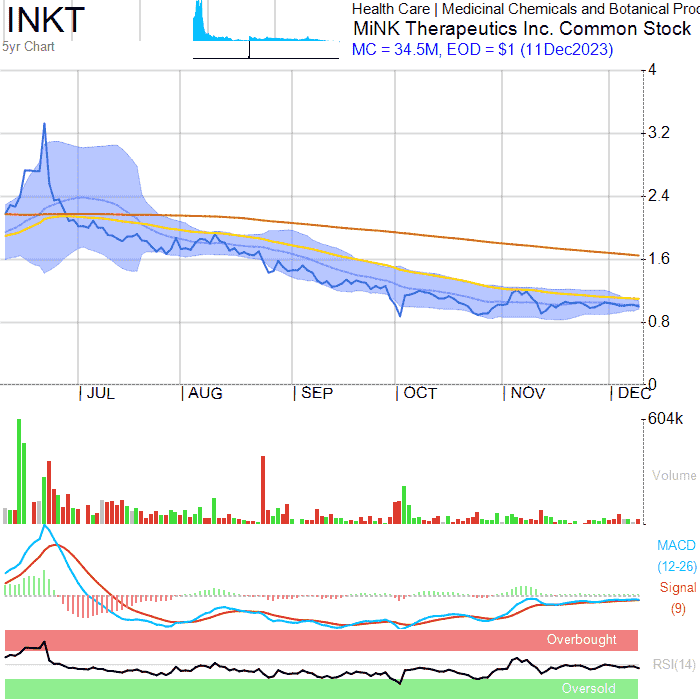 INKT
5yr Chart
Health Care | Medicinal Chemicals and Botanical Proc
MiNK Therapeutics Inc. Common Stock
MC = 34.5M, EOD = $1 (11Dec2023)
4
3.2
2.4
1.6
0.8
0
JUL AUG SEP OCT NOV DEC
604k
Volume
MACD
(12-26)
Signal
(9)
Overbought
RSI(14)
Oversold